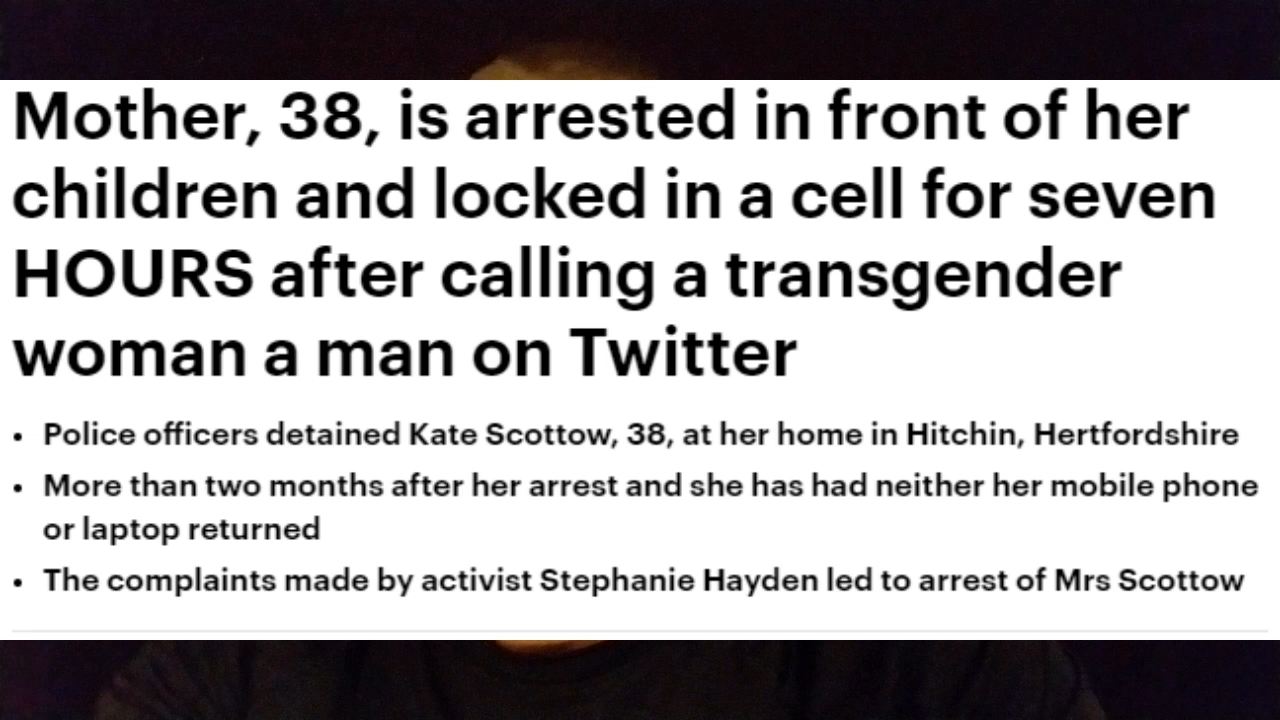 Mother, 38, is arrested in front of her
children and locked in a cell for seven
HOURS after calling a transgender
woman a man on Twitter
• Police officers detained Kate Scottow, 38, at her home in Hitchin, Hertfordshire
• More than two months after her arrest and she has had neither her mobile phone
or laptop returned
• The complaints made by activist Stephanie Hayden led to arrest of Mrs Scottow